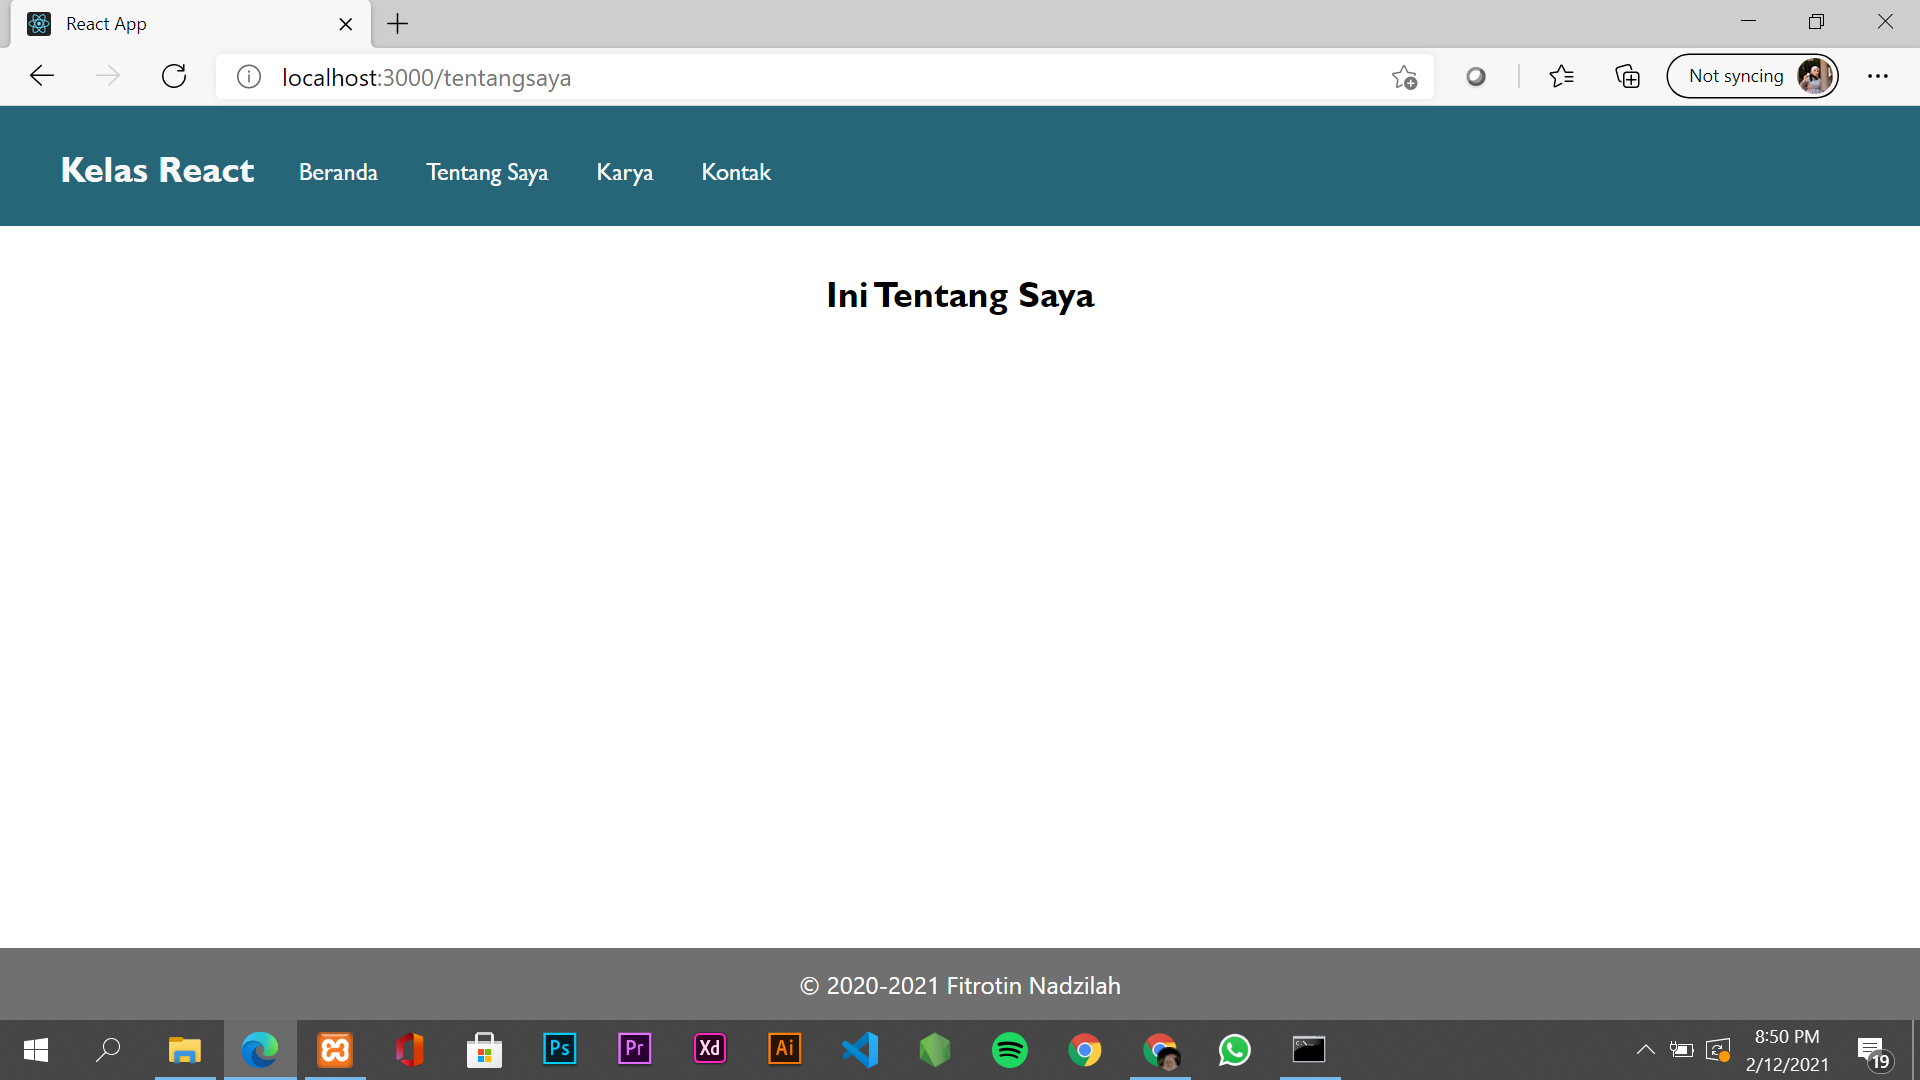 React App
localhost:3000/tentangsaya
Not syncing
Kelas React Beranda Tentang Saya Karya Kontak
Ini Tentang Saya
© 2020-2021 Fitrotin Nadzilah
Ps Pr Xd Ai
8:50 PM
2/12/2021
19